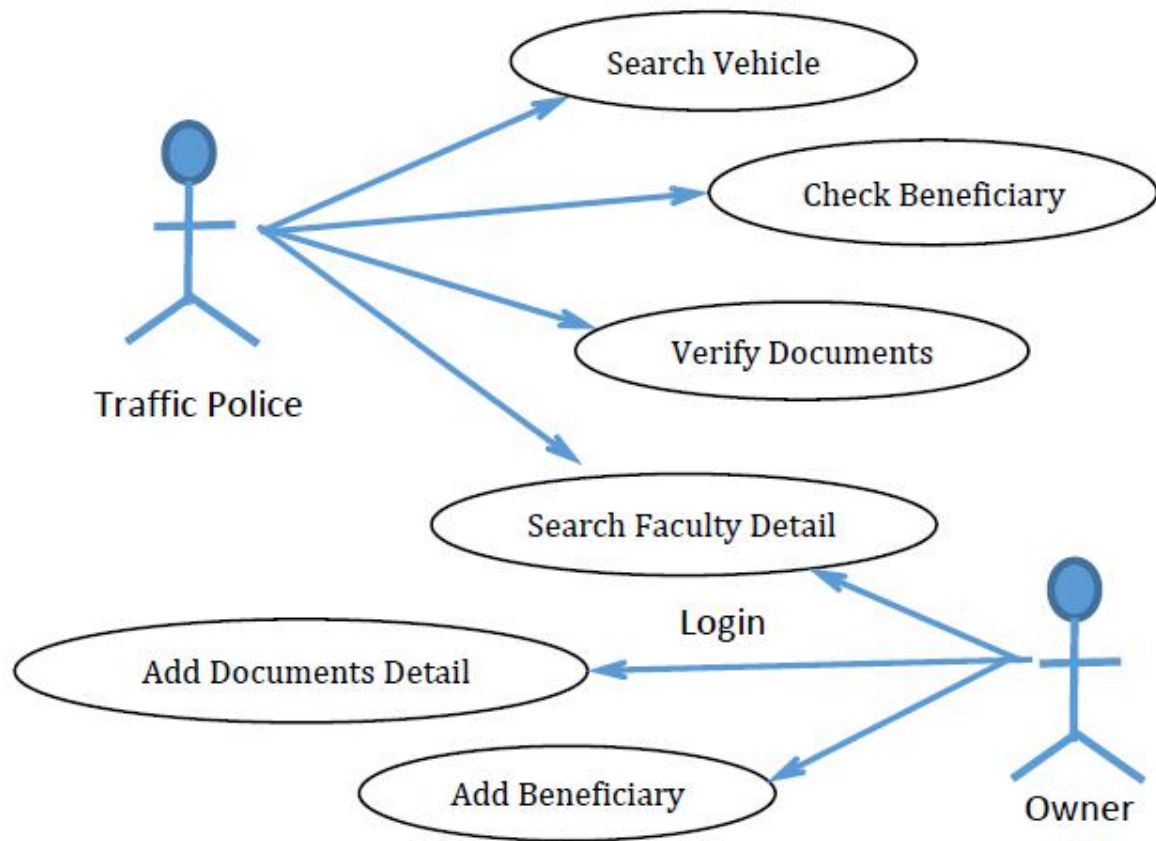 Search Vehicle
Check Beneficiary
Verify Documents
Traffic Police
Search Faculty Detail
Login
Add Documents Detail
Add Beneficiary
Owner